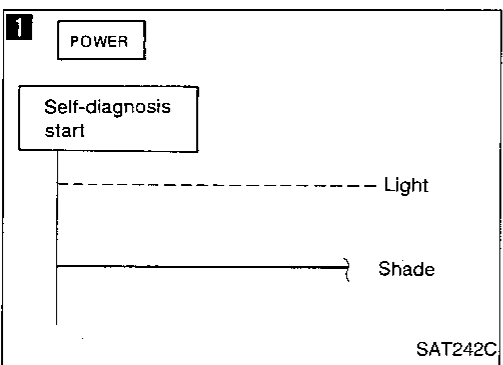 1
POWER
Self-diagnosis
start
Light
Shade
SAT242C